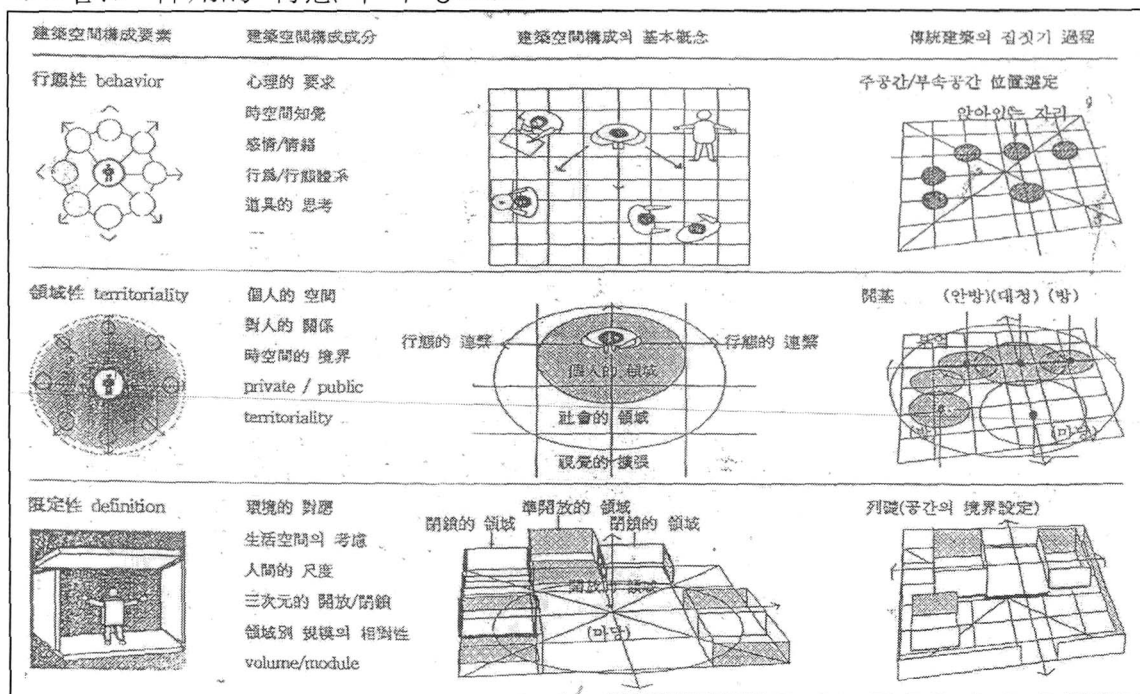 建築空間構成要素 建築空間構成成分 建築空間構成의 基本概念 傳統建築의 집짓기 過程
行態性 behavior
心理的 要求
時空間知覺
感情/情緖
行爲/行態體系
道具的 思考
주공간/부속공간 位置選定
앉아있는 자리
領域性 territoriality
個人的 空間
對人的 關係
時空間的 境界
private / public
territoriality
行態的 連繫
行態的 連繫
個人的 領域
社會的 領域
視覺的 擴張
開基 (안방)(대청) (방)
(방)
(마당)
限定性 definition
環境的 對應
生活空間의 考慮
人間的 尺度
三次元的 開放/閉鎖
領域別 規模의 相對性
volume/module
準開放的 領域
閉鎖的 領域 閉鎖的 領域
開放的 領域
(마당)
列礎(공간의 境界設定)